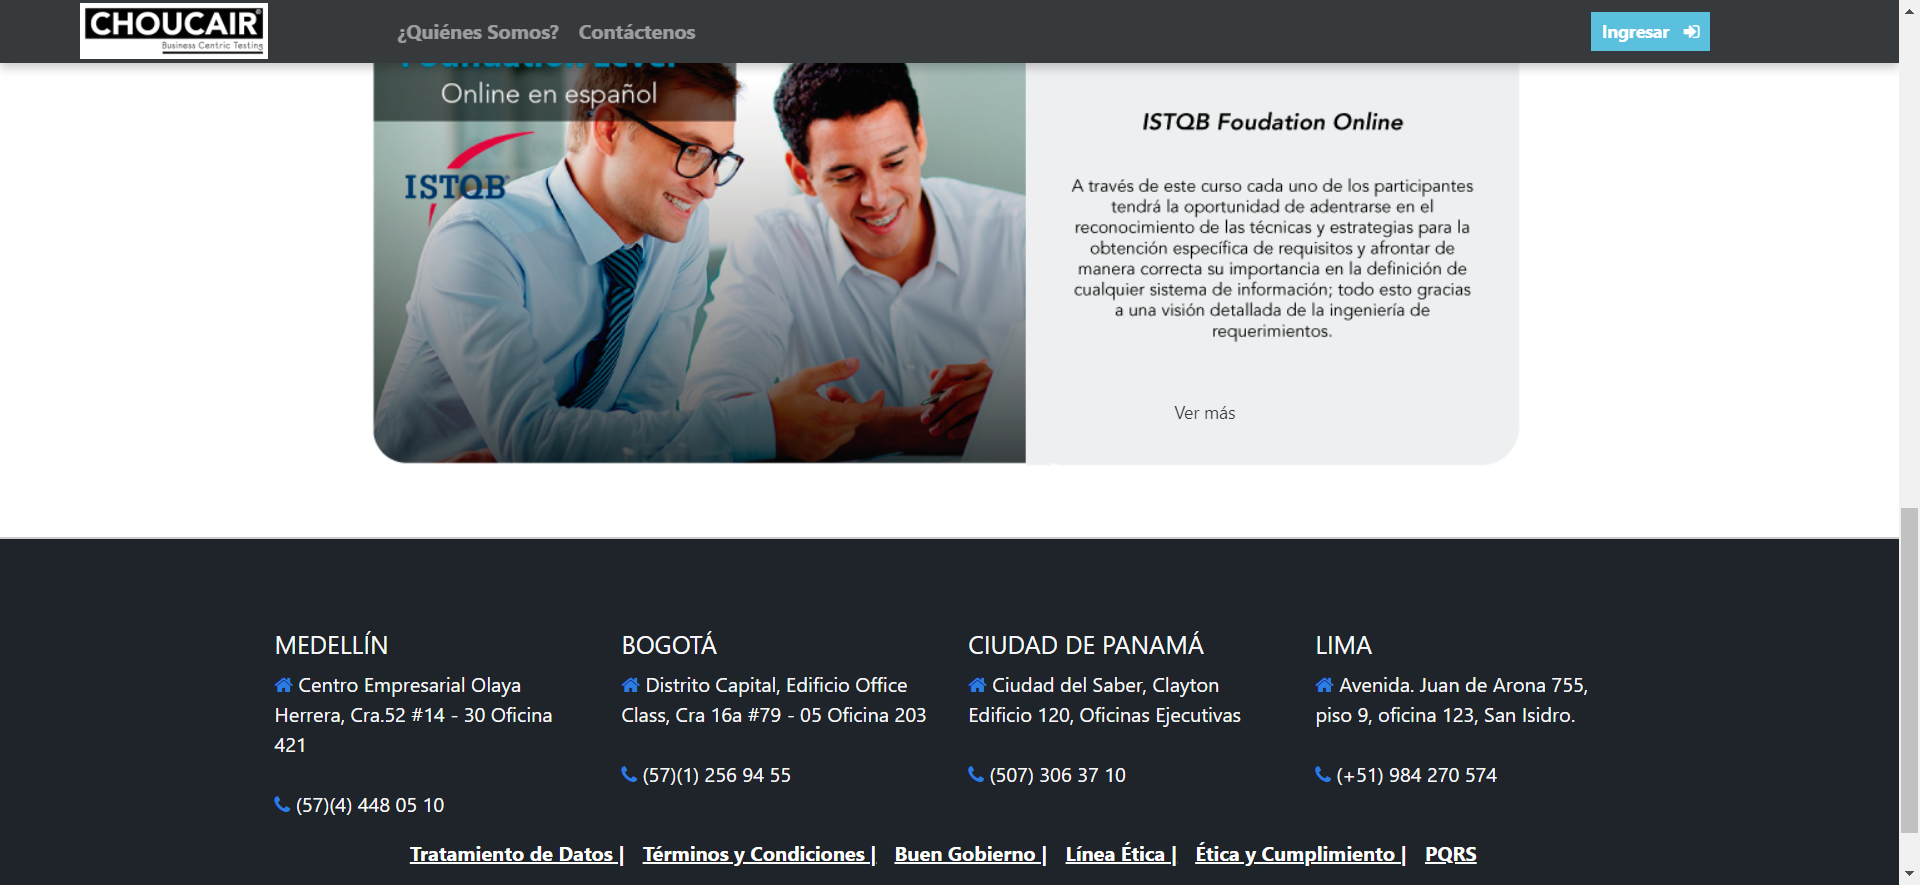 CHOUCAIR
Business Centric Testing
¿Quiénes Somos?
Contáctenos
Ingresar
Foundation Level
Online en español
ISTQB
ISTQB Foudation Online
A través de este curso cada uno de los participantes
tendrá la oportunidad de adentrarse en el
reconocimiento de las técnicas y estrategias para la
obtención específica de requisitos y afrontar de
manera correcta su importancia en la definición de
cualquier sistema de información; todo esto gracias
a una visión detallada de la ingeniería de
requerimientos.
Ver más
MEDELLÍN
Centro Empresarial Olaya
Herrera, Cra.52 #14 - 30 Oficina
421
(57)(4) 448 05 10
BOGOTÁ
Distrito Capital, Edificio Office
Class, Cra 16a #79 - 05 Oficina 203
(57)(1) 256 94 55
CIUDAD DE PANAMÁ
Ciudad del Saber, Clayton
Edificio 120, Oficinas Ejecutivas
(507) 306 37 10
LIMA
Avenida. Juan de Arona 755,
piso 9, oficina 123, San Isidro.
(+51) 984 270 574
Tratamiento de Datos | Términos y Condiciones | Buen Gobierno | Línea Ética | Ética y Cumplimiento | PQRS